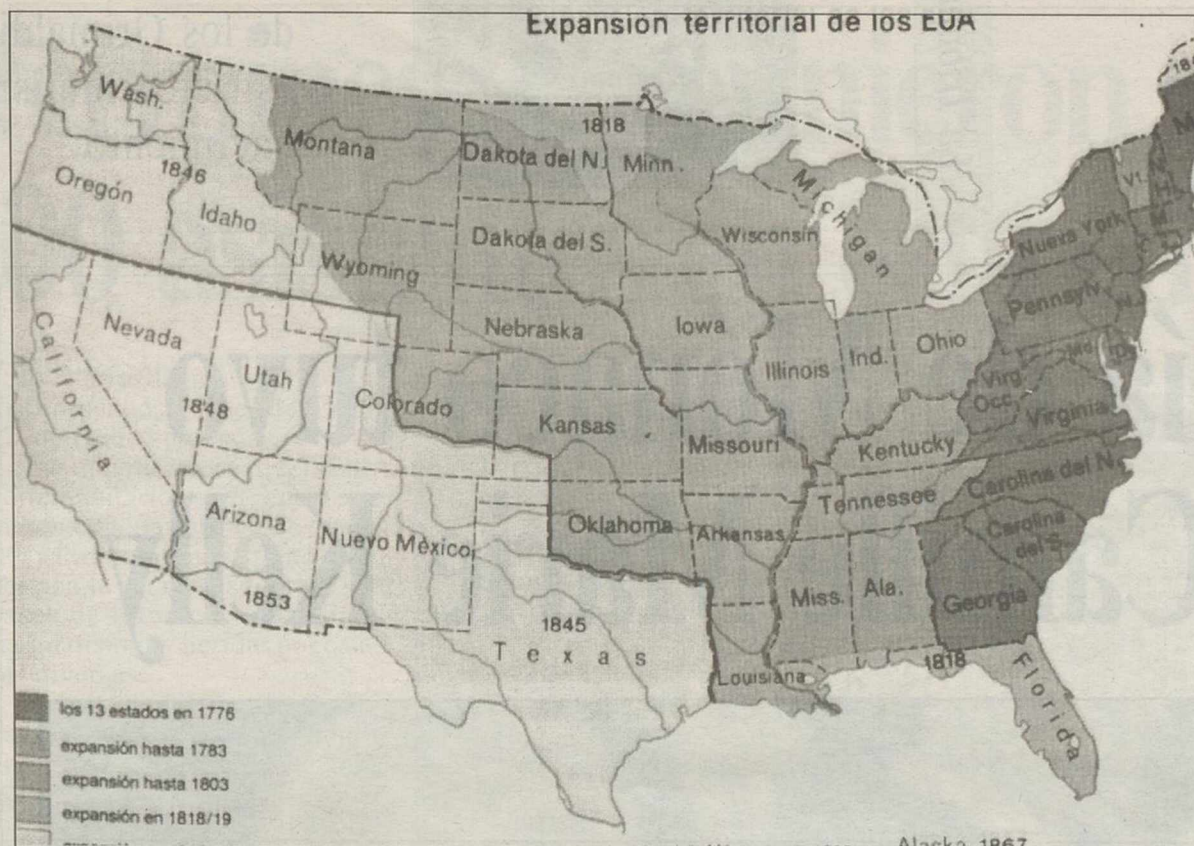 Expansión territorial de los EUA
Wash.
Montana
Dakota del N.
1818
Minn.
Oregón
1846
Idaho
Michigan
Vt.
Nueva York
Wyoming
Dakota del S.
Wisconsin
Pennsylv.
California
Nevada
Nebraska
Iowa
Illinois
Ind.
Ohio
Utah
1848
Colorado
Kansas
Missouri
Virg.
Occ.
Virginia
Kentucky
Arizona
Nuevo México
Oklahoma
Arkansas
Tennessee
Carolina del N.
Carolina
del S.
1853
1845
Texas
Miss.
Ala.
Georgia
Louisiana
1818
Florida
los 13 estados en 1776
expansión hasta 1783
expansión hasta 1803
expansión en 1818/19
Alaska 1867